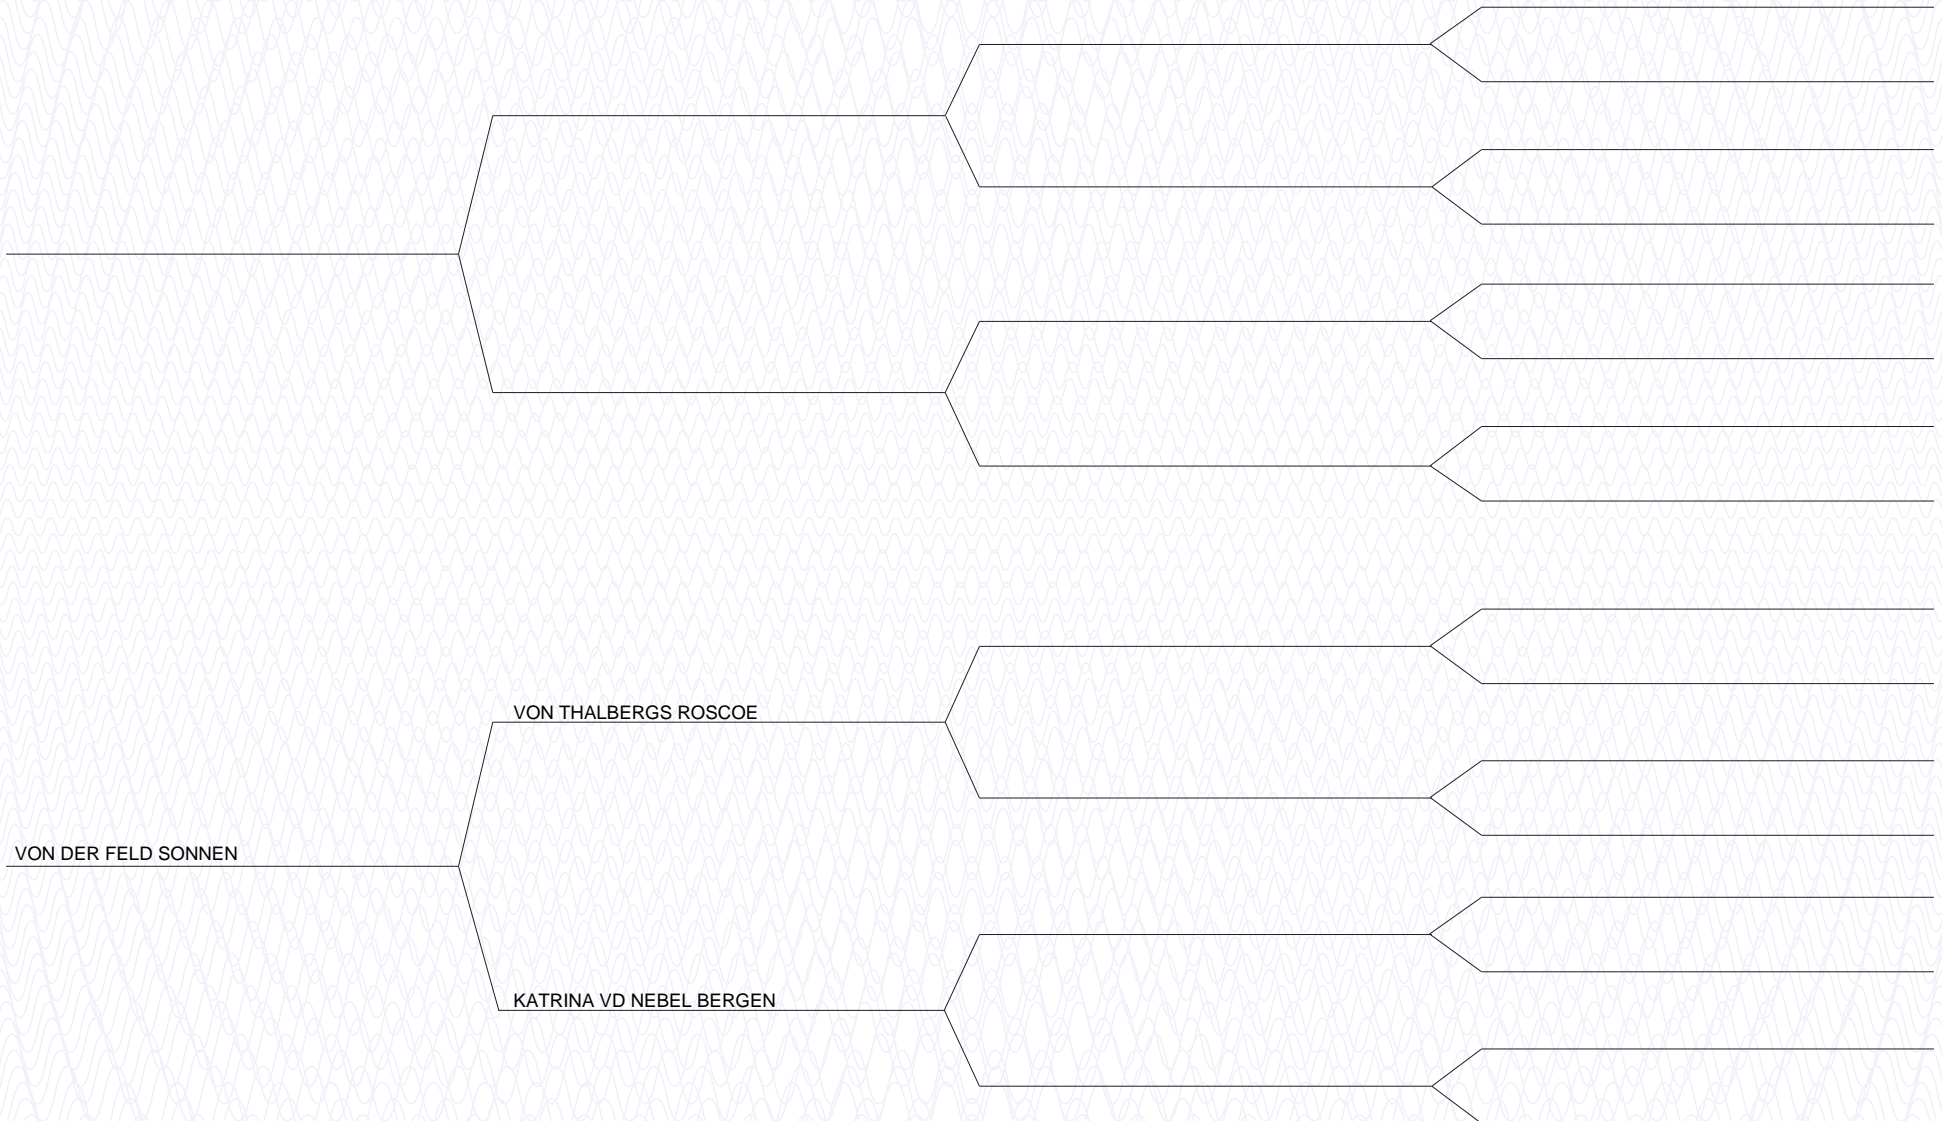 VON THALBERGS ROSCOE
VON DER FELD SONNEN
KATRINA VD NEBEL BERGEN